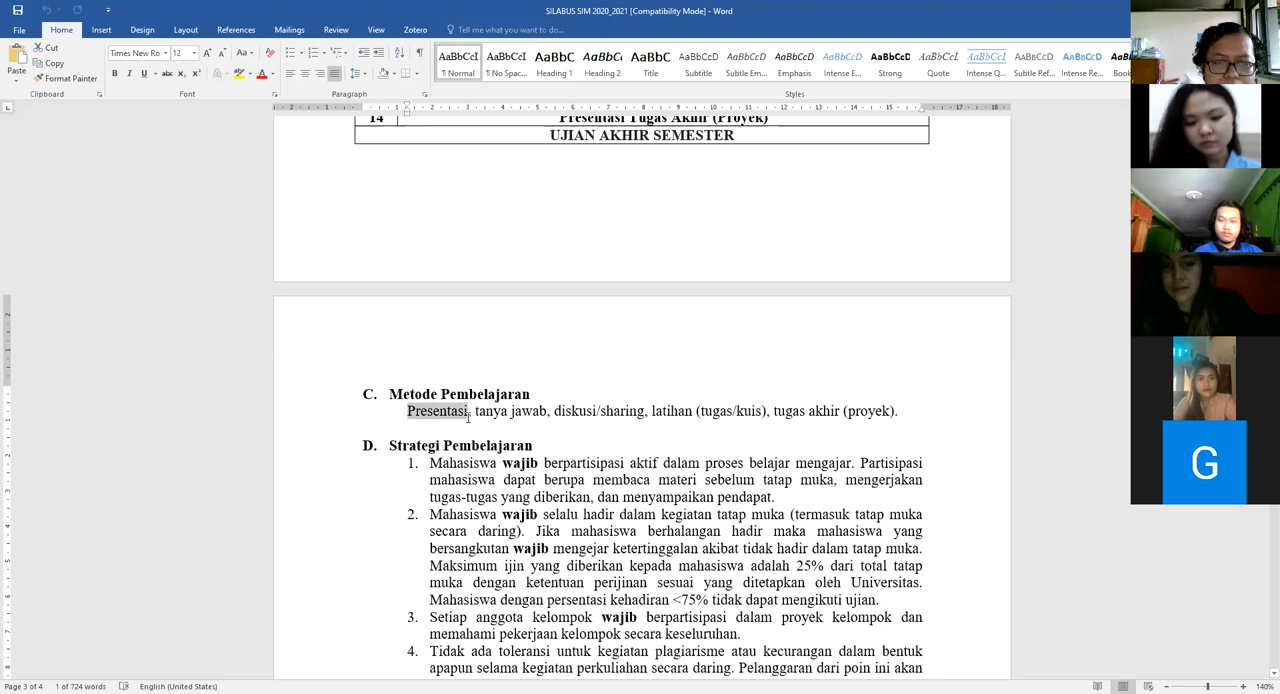 SILABUS SIM 2020_2021 [Compatibility Mode] - Word
File Home Insert Design Layout References Mailings Review View Zotero Tell me what you want to do...
Cut
Copy
Format Painter
Paste
Times New Ro 12
Clipboard Font Paragraph Styles
AaBbCcI AaBbCcI AaBbC AaBbCc AaBbC AaBbCcI AaBbCcI AaBbCcI AaBbCcI AaBbCcI AaBbCcI AaBbCcI AABBCCI AABBCCI
¶ Normal ¶ No Spac... Heading 1 Heading 2 Title Subtitle Subtle Em... Emphasis Intense E... Strong Quote Intense Q... Subtle Ref... Intense Re... Book
14 Presentasi Tugas Akhir (Proyek)
UJIAN AKHIR SEMESTER
C. Metode Pembelajaran
Presentasi, tanya jawab, diskusi/sharing, latihan (tugas/kuis), tugas akhir (proyek).
D. Strategi Pembelajaran
1. Mahasiswa wajib berpartisipasi aktif dalam proses belajar mengajar. Partisipasi
mahasiswa dapat berupa membaca materi sebelum tatap muka, mengerjakan
tugas-tugas yang diberikan, dan menyampaikan pendapat.
2. Mahasiswa wajib selalu hadir dalam kegiatan tatap muka (termasuk tatap muka
secara daring). Jika mahasiswa berhalangan hadir maka mahasiswa yang
bersangkutan wajib mengejar ketertinggalan akibat tidak hadir dalam tatap muka.
Maksimum ijin yang diberikan kepada mahasiswa adalah 25% dari total tatap
muka dengan ketentuan perijinan sesuai yang ditetapkan oleh Universitas.
Mahasiswa dengan persentasi kehadiran <75% tidak dapat mengikuti ujian.
3. Setiap anggota kelompok wajib berpartisipasi dalam proyek kelompok dan
memahami pekerjaan kelompok secara keseluruhan.
4. Tidak ada toleransi untuk kegiatan plagiarisme atau kecurangan dalam bentuk
apapun selama kegiatan perkuliahan secara daring. Pelanggaran dari poin ini akan
G
Page 3 of 4 1 of 724 words English (United States) 140%